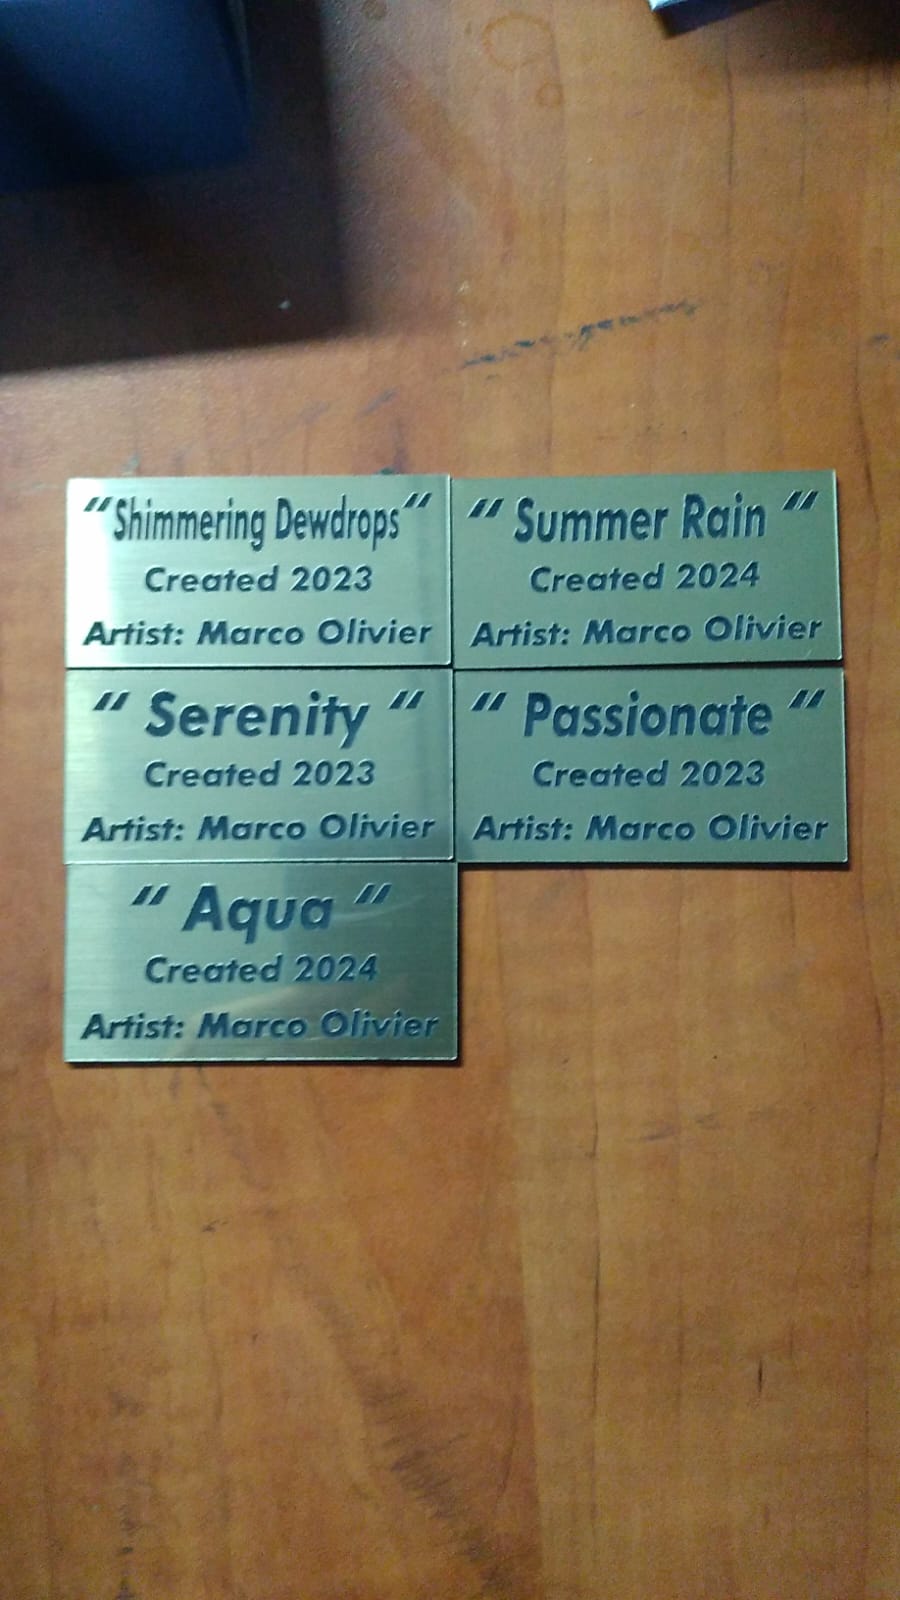 "Shimmering Dewdrops"
Created 2023
Artist: Marco Olivier
" Summer Rain "
Created 2024
Artist: Marco Olivier
" Serenity "
Created 2023
Artist: Marco Olivier
" Passionate "
Created 2023
Artist: Marco Olivier
" Aqua "
Created 2024
Artist: Marco Olivier